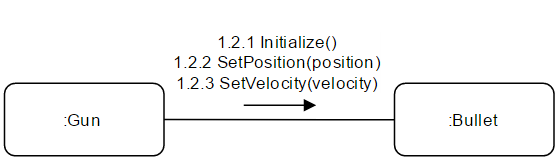 1.2.1 Initialize()
1.2.2 SetPosition(position)
1.2.3 SetVelocity(velocity)
:Gun
:Bullet